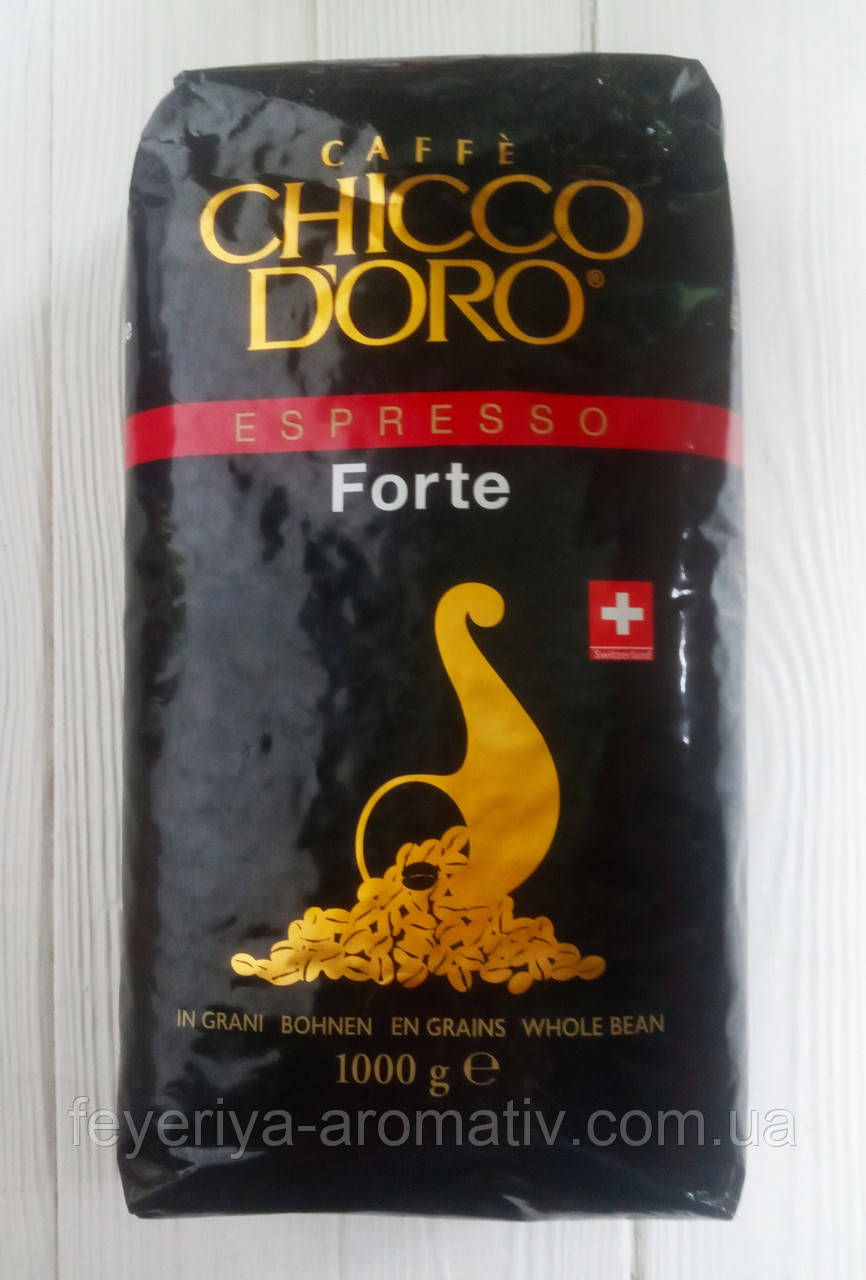 CAFFÈ
CHICCO
D'ORO®
ESPRESSO
Forte
Switzerland
IN GRANI BOHNEN EN GRAINS WHOLE BEAN
1000 g ℮
feyeriya-aromativ.com.ua